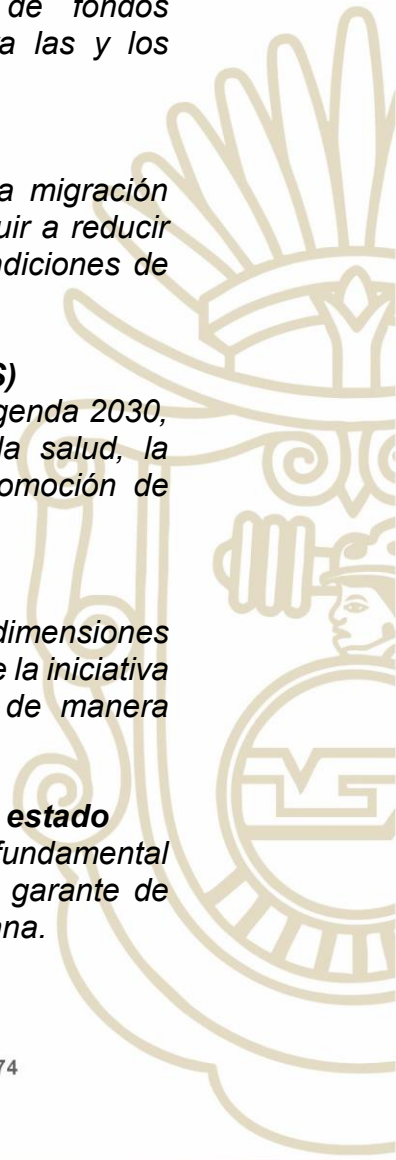 de fondos
a las y los
a migración
uir a reducir
ndiciones de
S)
genda 2030,
la salud, la
omoción de
dimensiones
e la iniciativa
de manera
estado
fundamental
garante de
ana.
74